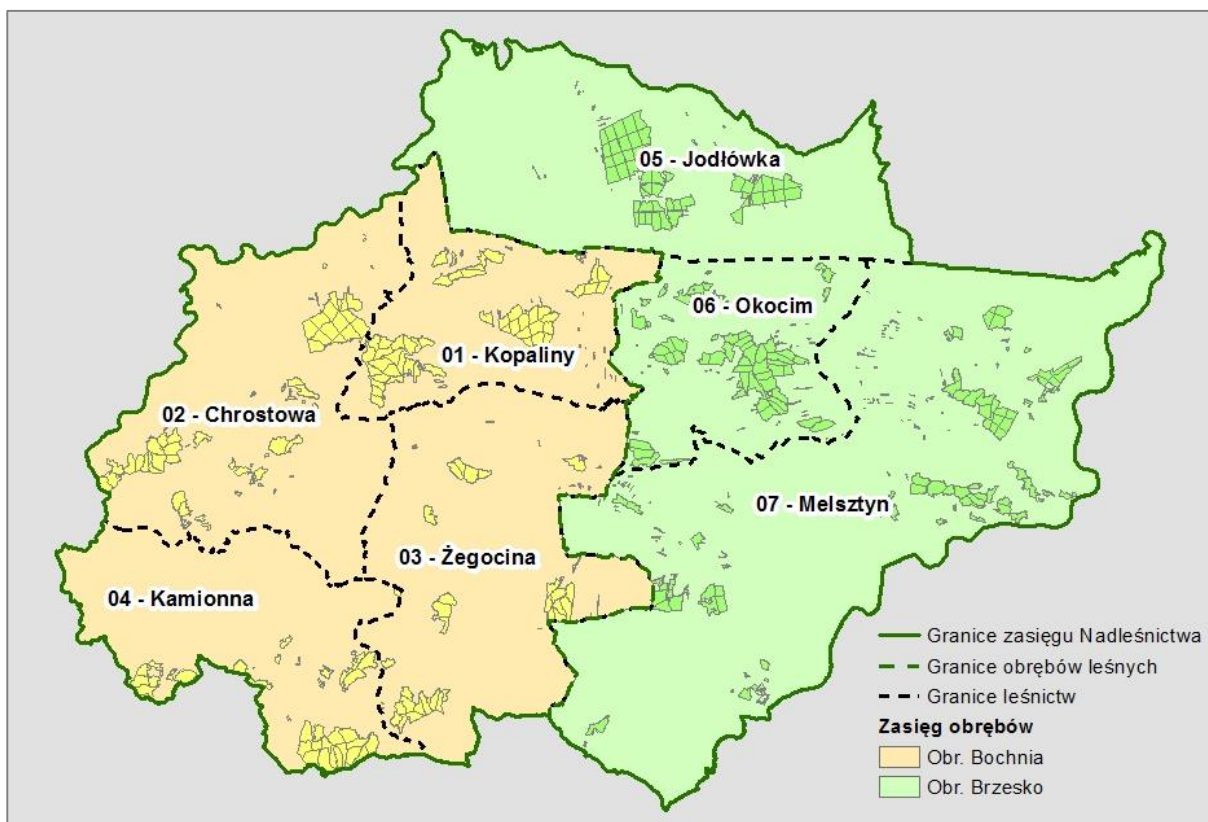 05 - Jodłówka
06 - Okocim
01 - Kopaliny
02 - Chrostowa
07 - Melsztyn
03 - Żegocina
04 - Kamionna
Granice zasięgu Nadleśnictwa
Granice obrębów leśnych
Granice leśnictw
Zasięg obrębów
Obr. Bochnia
Obr. Brzesko